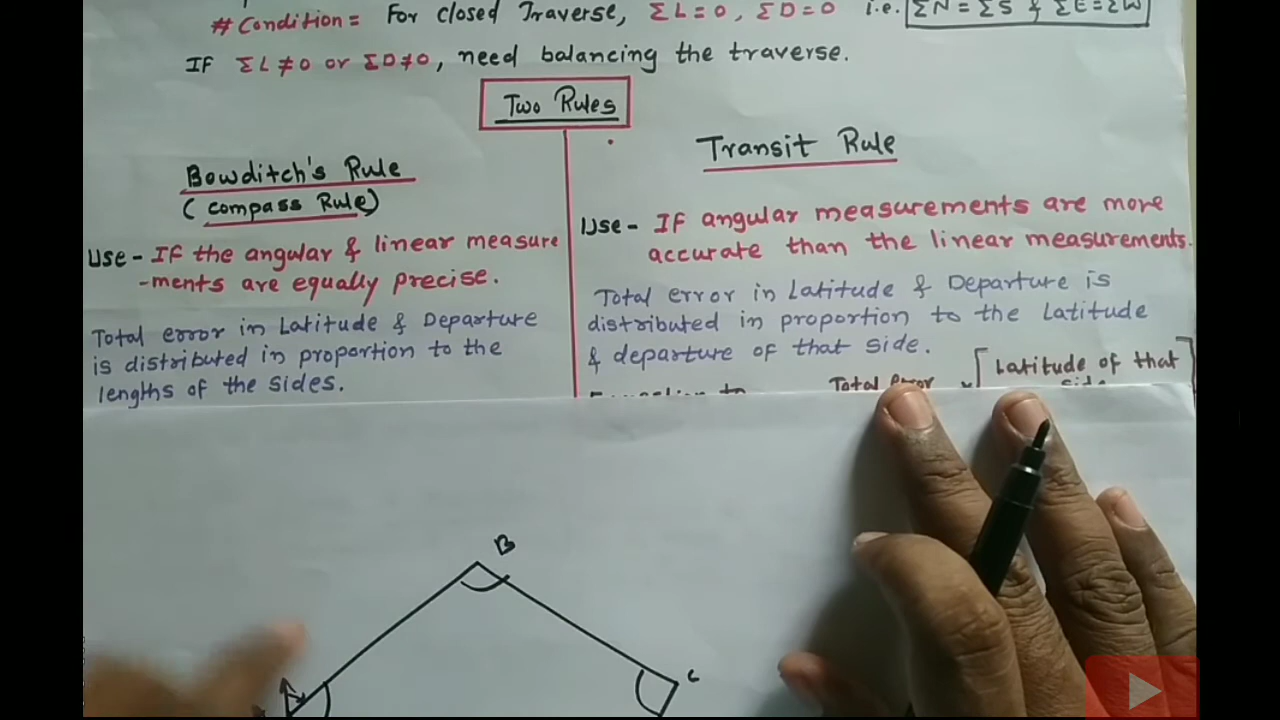 # Condition = For closed Traverse, ΣL=0, ΣD=0 i.e. ΣN=ΣS & ΣE=ΣW
IF ΣL≠0 or ΣD≠0, need balancing the traverse.
Two Rules
Bowditch's Rule
(compass Rule)
Use - IF the angular & linear measure
-ments are equally precise.
Total error in Latitude & Departure
is distributed in proportion to the
lengths of the sides.
Transit Rule
Use - IF angular measurements are more
accurate than the linear measurements.
Total error in Latitude & Departure is
distributed in proportion to the Latitude
& departure of that side.
Total error
Latitude of that
side
B
C